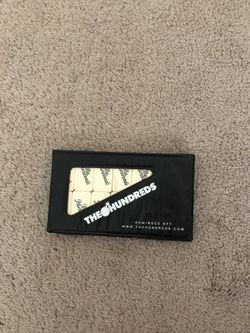 THE HUNDREDS
DOMINOES SET
WWW.THEHUNDREDS.COM